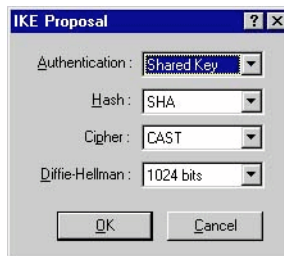 IKE Proposal
Authentication : Shared Key
Hash : SHA
Cipher : CAST
Diffie-Hellman : 1024 bits
OK Cancel